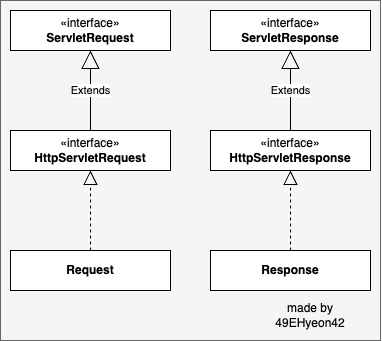 «interface»
ServletRequest
«interface»
ServletResponse
Extends
Extends
«interface»
HttpServletRequest
«interface»
HttpServletResponse
Request
Response
made by
49EHyeon42